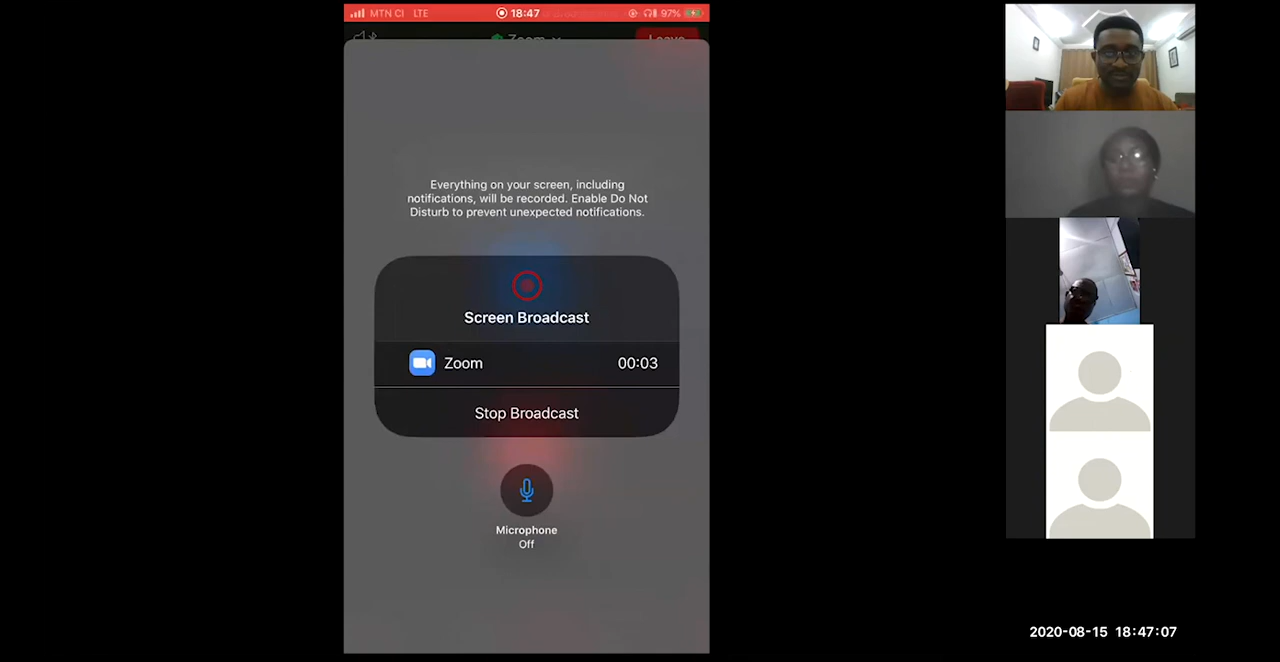 MTN CI LTE 18:47 97%
Zoom Leave
Everything on your screen, including
notifications, will be recorded. Enable Do Not
Disturb to prevent unexpected notifications.
Screen Broadcast
Zoom 00:03
Stop Broadcast
Microphone
Off
2020-08-15 18:47:07